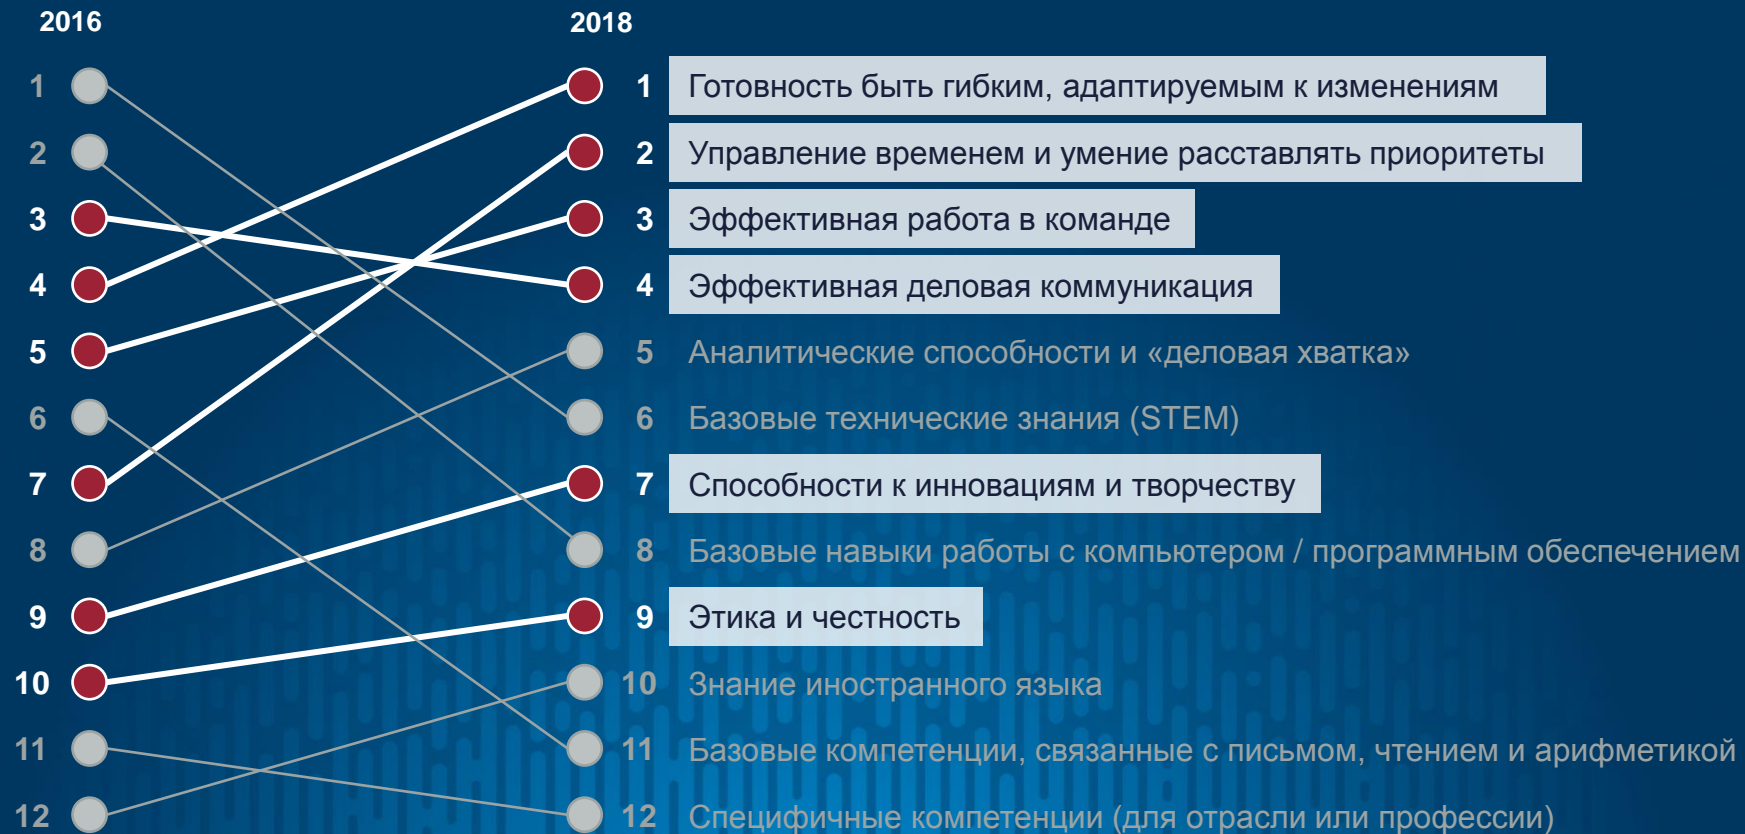 2016 2018
1 1 Готовность быть гибким, адаптируемым к изменениям
2 2 Управление временем и умение расставлять приоритеты
3 3 Эффективная работа в команде
4 4 Эффективная деловая коммуникация
5 5 Аналитические способности и «деловая хватка»
6 6 Базовые технические знания (STEM)
7 7 Способности к инновациям и творчеству
8 8 Базовые навыки работы с компьютером / программным обеспечением
9 9 Этика и честность
10 10 Знание иностранного языка
11 11 Базовые компетенции, связанные с письмом, чтением и арифметикой
12 12 Специфичные компетенции (для отрасли или профессии)